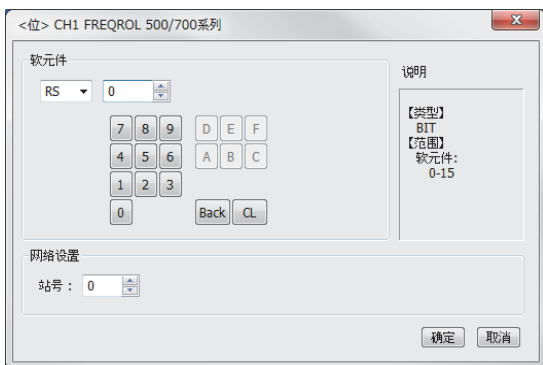 <位> CH1 FREQROL 500/700系列
软元件
RS 0
7 8 9 D E F
4 5 6 A B C
1 2 3
0 Back CL
说明
【类型】
BIT
【范围】
软元件:
0-15
网络设置
站号： 0
确定 取消